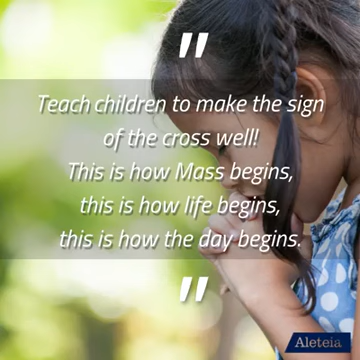 "
Teach children to make the sign
of the cross well!
This is how Mass begins,
this is how life begins,
this is how the day begins.
"
Aleteia